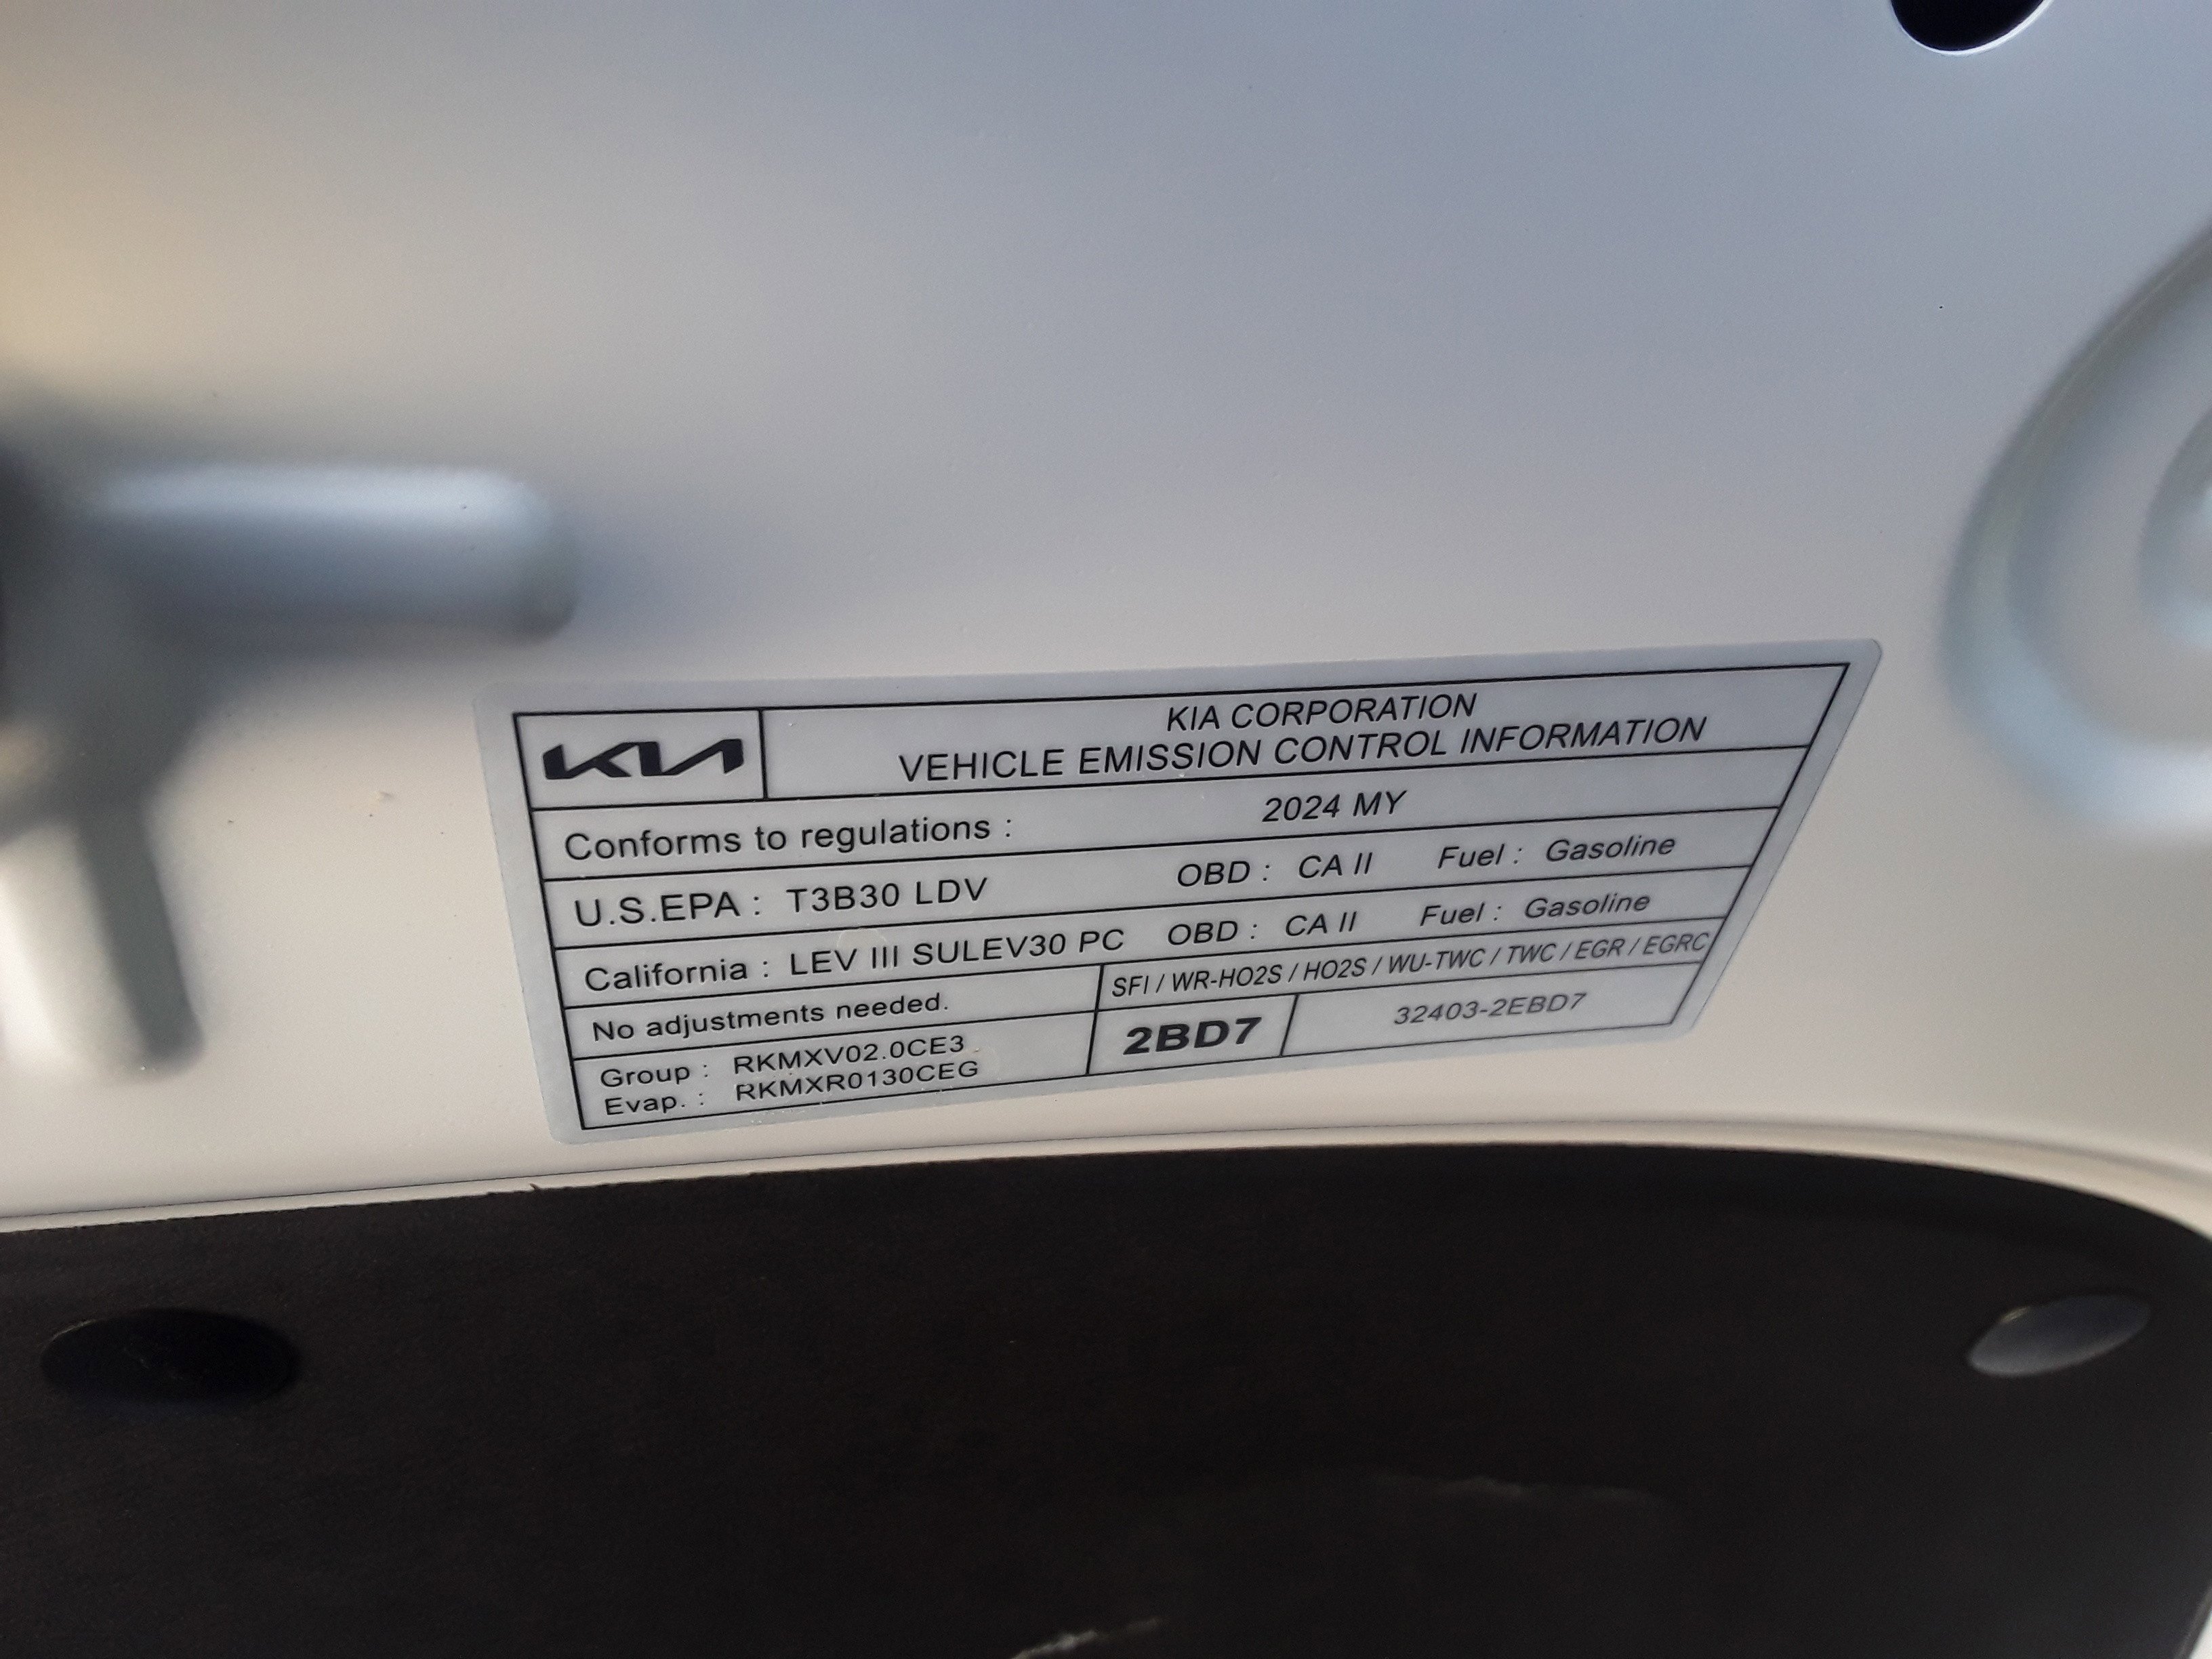 KIA
KIA CORPORATION
VEHICLE EMISSION CONTROL INFORMATION
Conforms to regulations : 2024 MY
U.S.EPA : T3B30 LDV OBD : CA II Fuel : Gasoline
California : LEV III SULEV30 PC OBD : CA II Fuel : Gasoline
No adjustments needed. SFI / WR-HO2S / HO2S / WU-TWC / TWC / EGR / EGRC
Group : RKMXV02.0CE3
Evap. : RKMXR0130CEG
2BD7 32403-2EBD7